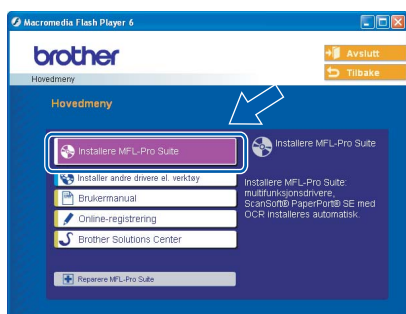 Macromedia Flash Player 6
brother
Avslutt
Hovedmeny
Tilbake
Hovedmeny
Installere MFL-Pro Suite
Installer andre drivere el. verktøy
Brukermanual
Online-registrering
Brother Solutions Center
Reparere MFL-Pro Suite
Installere MFL-Pro Suite
Installere MFL-Pro Suite:
multifunksjonsdrivere,
ScanSoft® PaperPort® SE med
OCR installeres automatisk.